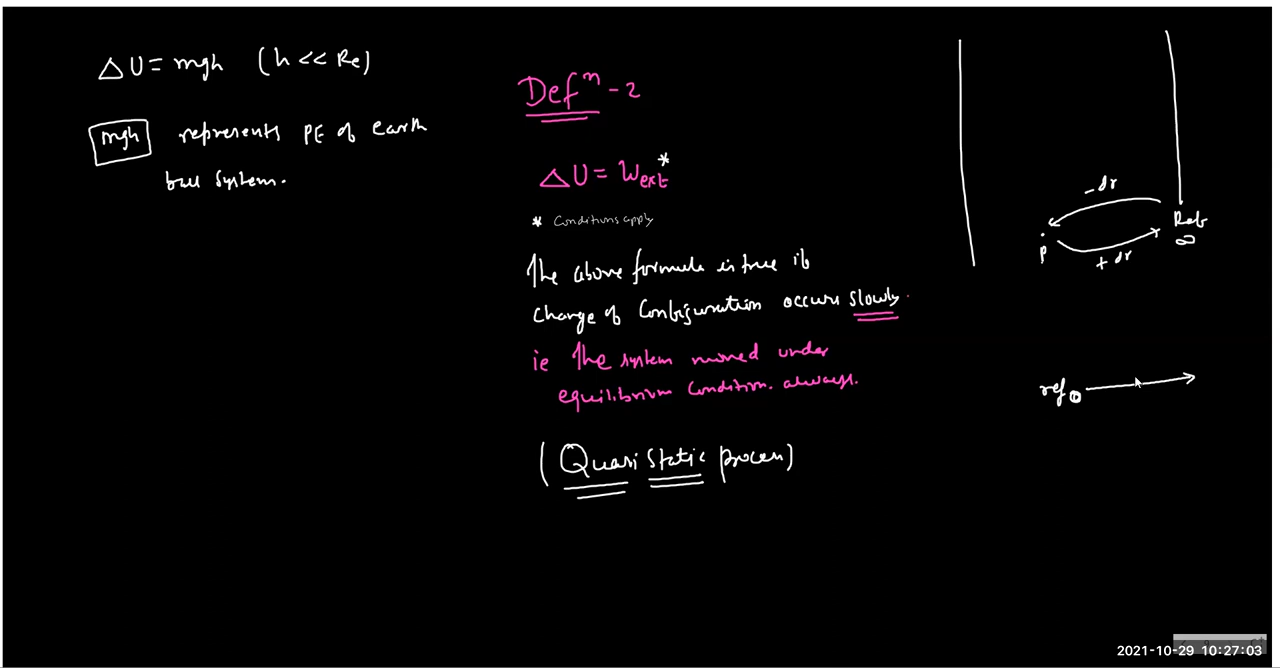 ΔU = mgh (h << Re)
mgh represents PE of earth
ball system.
Defⁿ - 2
ΔU = Wext*
* Conditions apply
The above formula is true if
change of configuration occurs slowly.
ie The system moved under
equilibrium condition always.
(Quasi Static process)
- dr
Ref
∞
P
+ dr
ref
2021-10-29 10:27:03